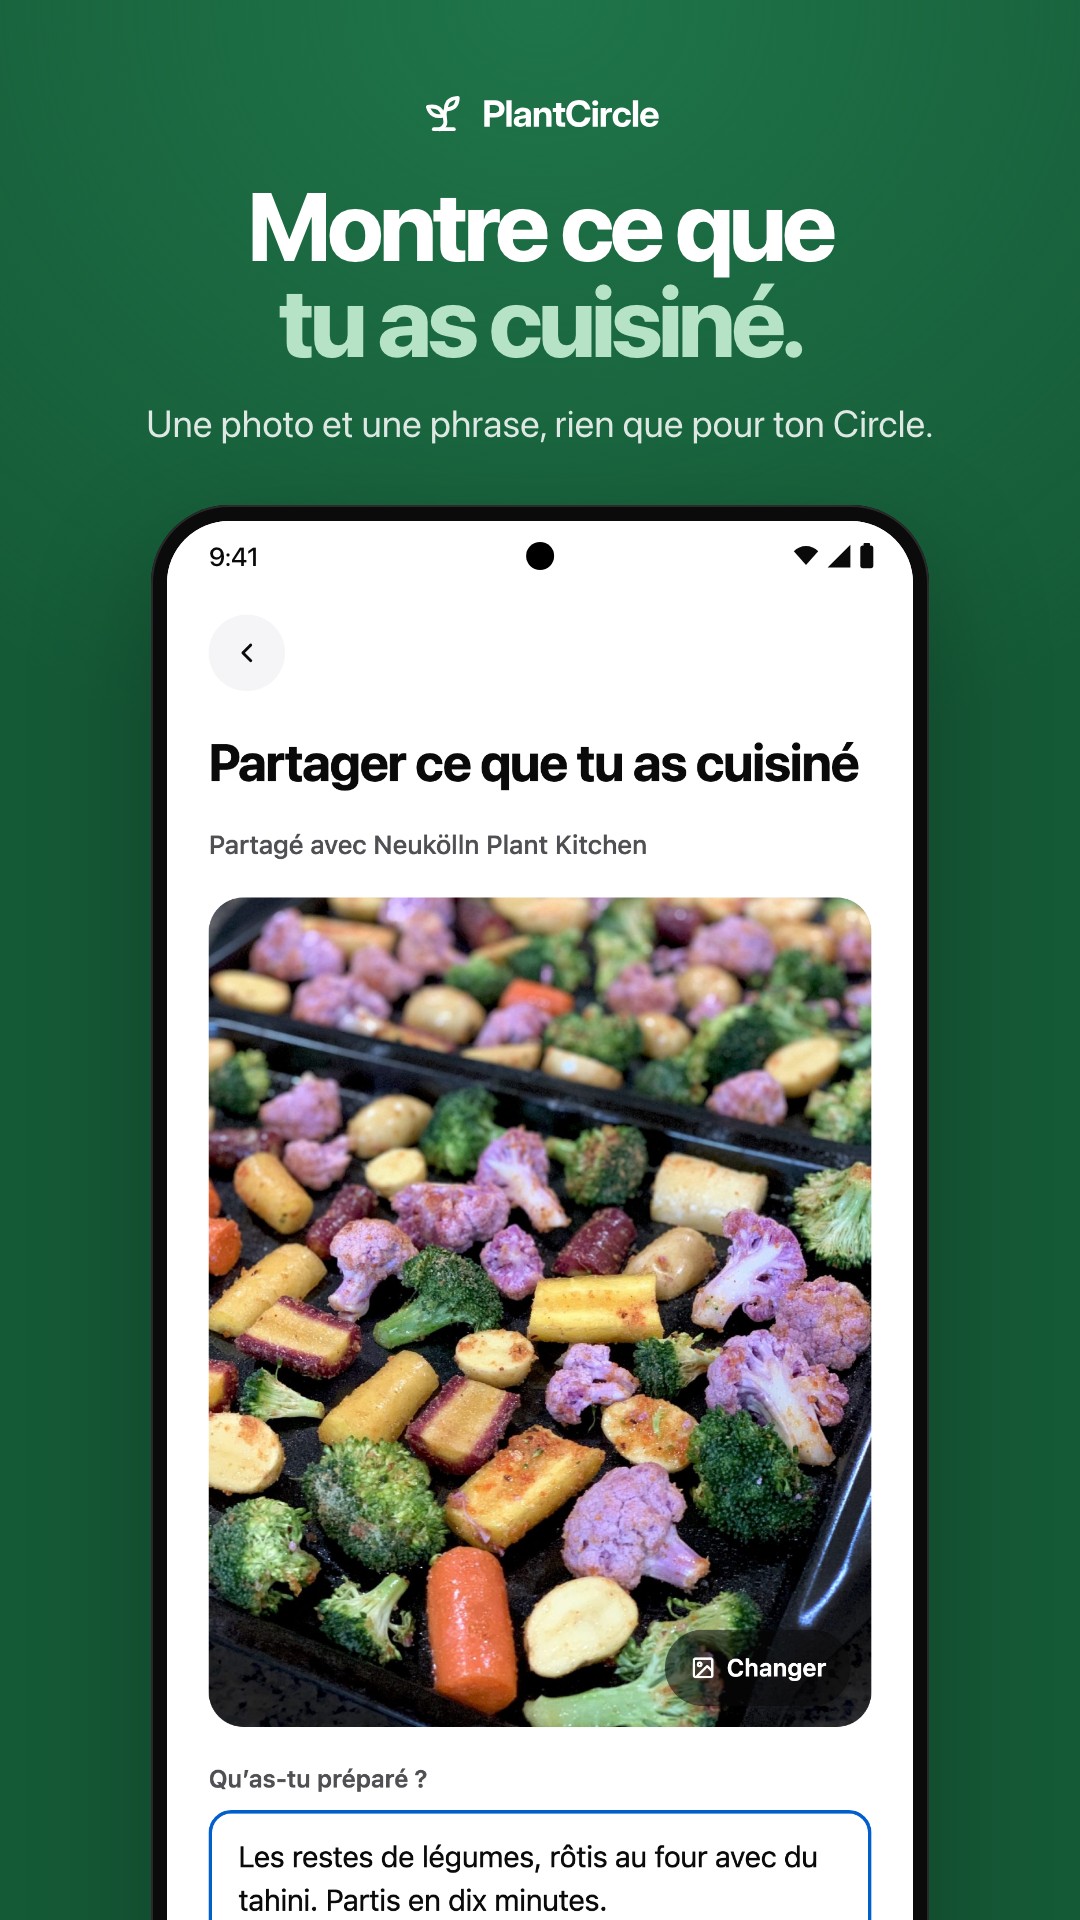 PlantCircle
Montre ce que
tu as cuisiné.
Une photo et une phrase, rien que pour ton Circle.
9:41
Partager ce que tu as cuisiné
Partagé avec Neukölln Plant Kitchen
Changer
Qu’as-tu préparé ?
Les restes de légumes, rôtis au four avec du
tahini. Partis en dix minutes.